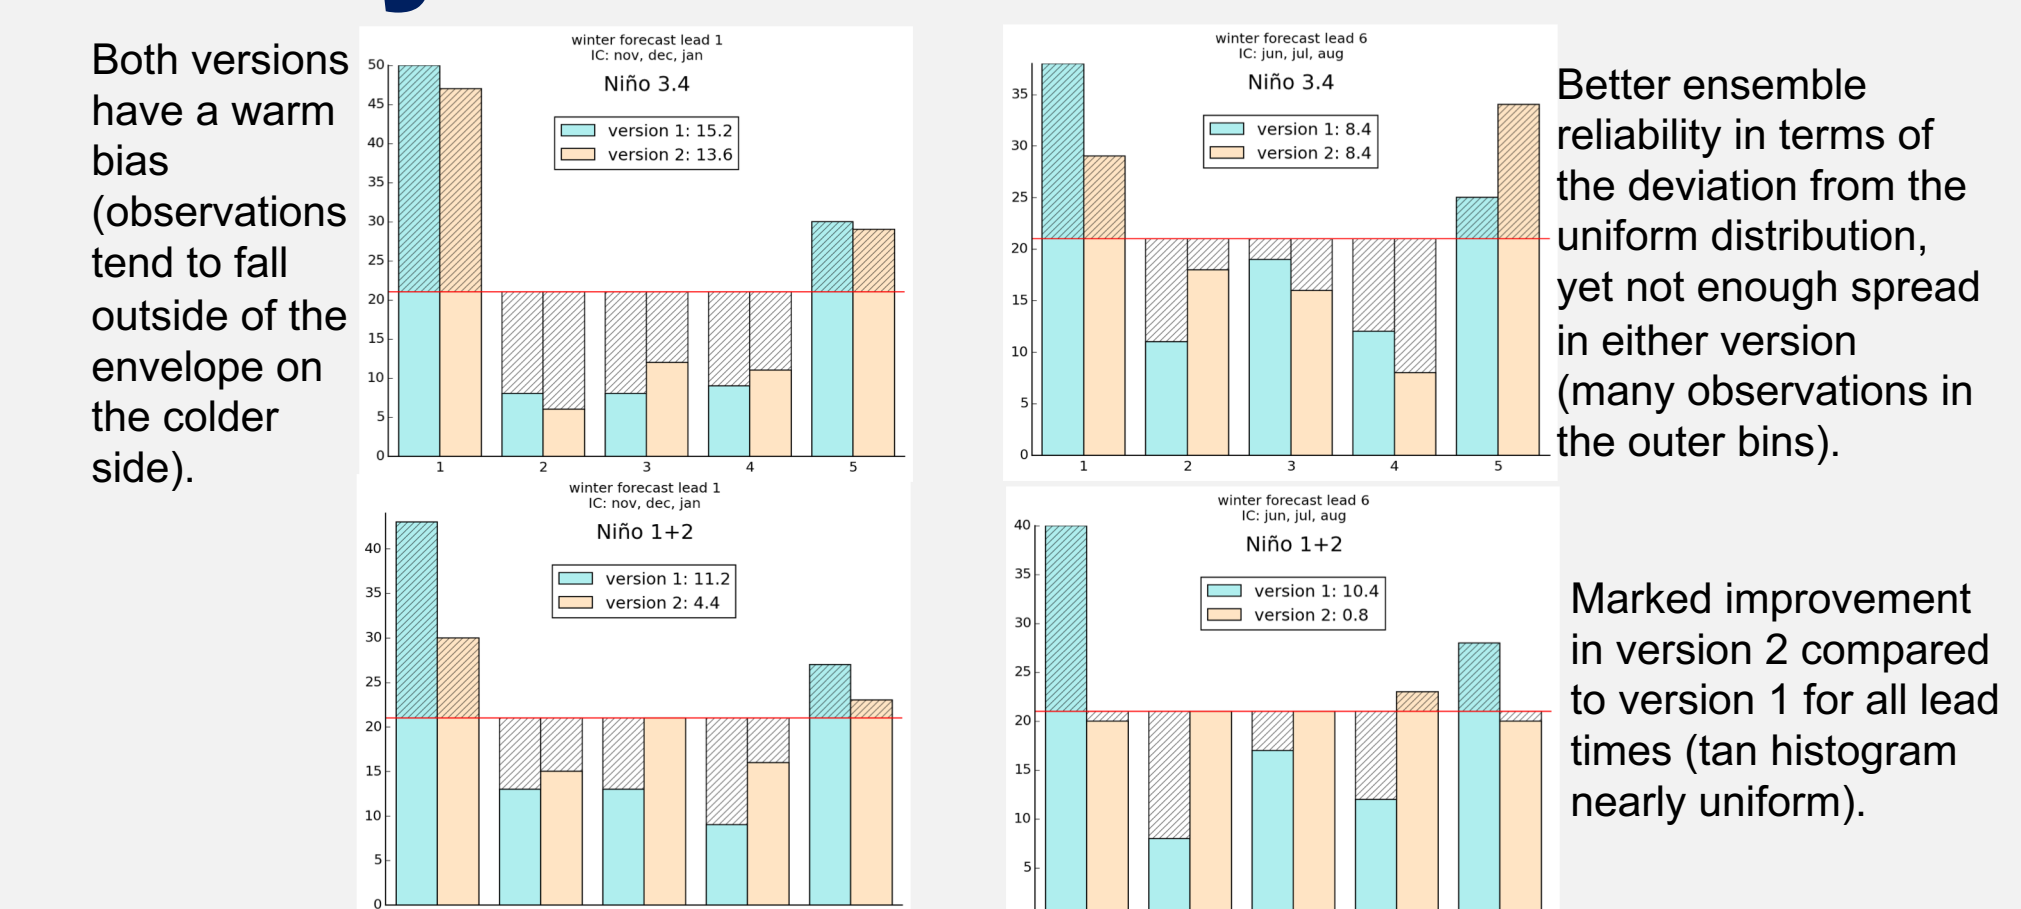 Both versions
have a warm
bias
(observations
tend to fall
outside of the
envelope on
the colder
side).
winter forecast lead 1
IC: nov, dec, jan
Niño 3.4
version 1: 15.2
version 2: 13.6
50
45
40
35
30
25
20
15
10
5
0
1 2 3 4 5
winter forecast lead 6
IC: jun, jul, aug
Niño 3.4
version 1: 8.4
version 2: 8.4
35
30
25
20
15
10
5
0
1 2 3 4 5
Better ensemble
reliability in terms of
the deviation from the
uniform distribution,
yet not enough spread
in either version
(many observations in
the outer bins).
winter forecast lead 1
IC: nov, dec, jan
Niño 1+2
version 1: 11.2
version 2: 4.4
40
35
30
25
20
15
10
5
0
winter forecast lead 6
IC: jun, jul, aug
Niño 1+2
version 1: 10.4
version 2: 0.8
40
35
30
25
20
15
10
5
Marked improvement
in version 2 compared
to version 1 for all lead
times (tan histogram
nearly uniform).